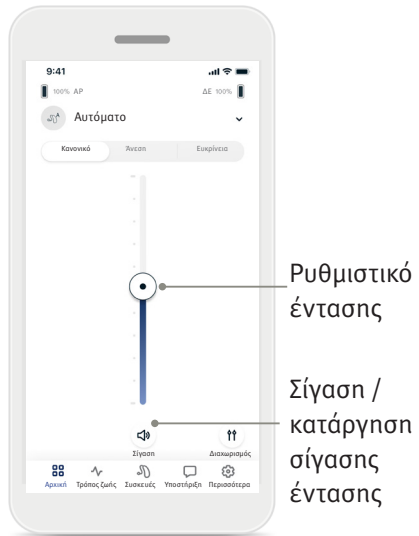 9:41
100% ΑΡ
ΔΕ 100%
Αυτόματο
Κανονικό Άνεση Ευκρίνεια
Ρυθμιστικό
έντασης
Σίγαση /
κατάργηση
σίγασης
έντασης
Σίγαση Διαχωρισμός
Αρχική Τρόπος ζωής Συσκευές Υποστήριξη Περισσότερα